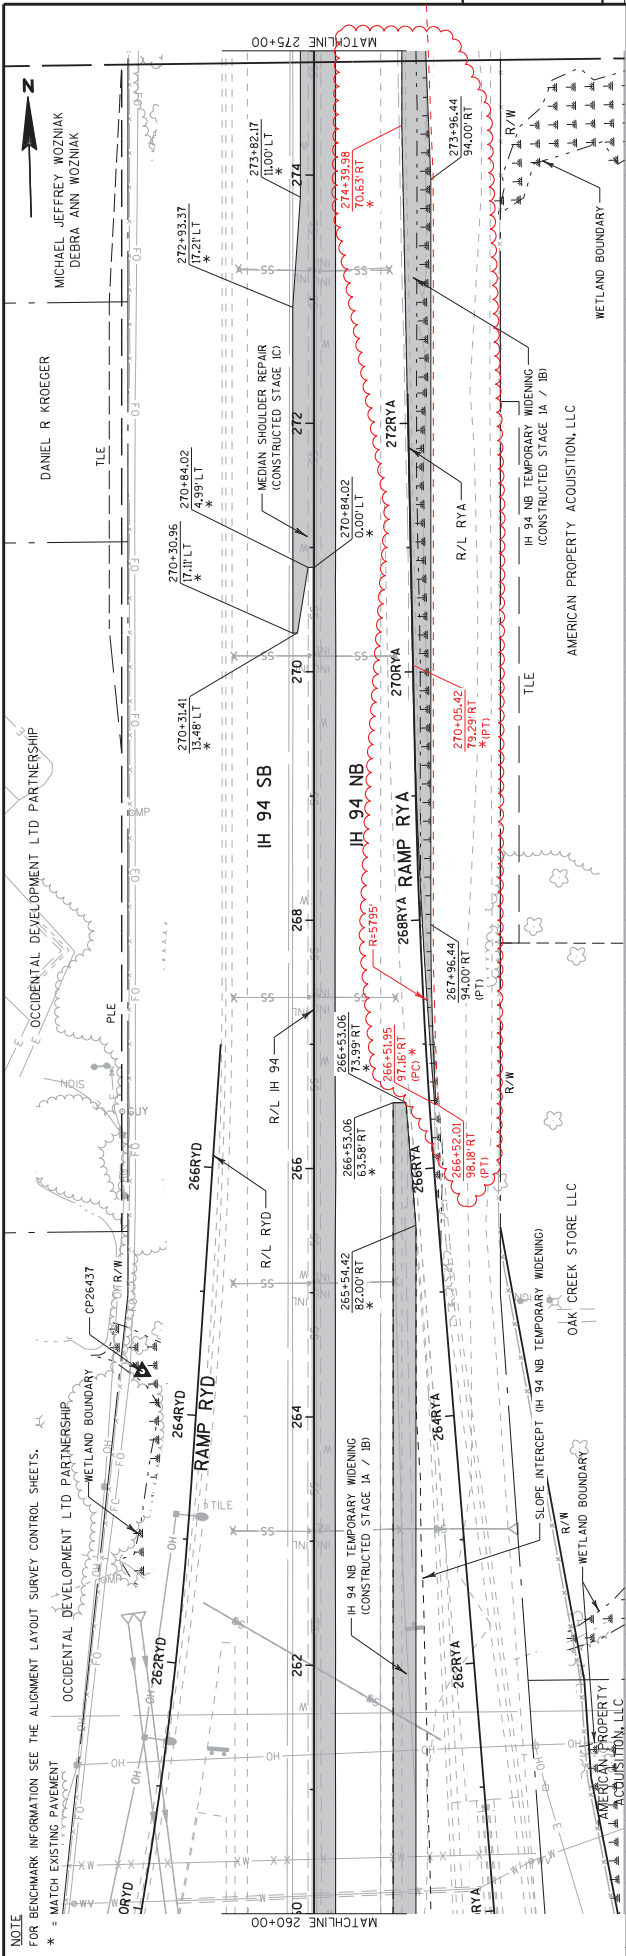 NOTE
FOR BENCHMARK INFORMATION SEE THE ALIGNMENT LAYOUT SURVEY CONTROL SHEETS.
* = MATCH EXISTING PAVEMENT
OCCIDENTAL DEVELOPMENT LTD PARTNERSHIP
WETLAND BOUNDARY
CP26437
R/W
PLE
OCCIDENTAL DEVELOPMENT LTD PARTNERSHIP
TLE
DANIEL R KROEGER
MICHAEL JEFFREY WOZNIAK
DEBRA ANN WOZNIAK
N
262RYD
264RYD
RAMP RYD
266RYD
R/L RYD
R/L IH 94
IH 94 SB
270+31.41
13.48' LT
*
270+30.96
17.11' LT
*
270+84.02
4.99' LT
*
272+93.37
17.21' LT
*
273+82.17
11.00' LT
*
MEDIAN SHOULDER REPAIR
(CONSTRUCTED STAGE 1C)
MATCHLINE 260+00
262
264
266
268
270
272
274
MATCHLINE 275+00
270+84.02
0.00' LT
*
IH 94 NB
IH 94 NB TEMPORARY WIDENING
(CONSTRUCTED STAGE 1A / 1B)
265+54.42
82.00' RT
*
266+53.06
63.58' RT
*
266+53.06
73.99' RT
*
266+51.95
97.16' RT
(PC) *
266+52.01
98.18' RT
(PT)
R=5795'
267+96.44
94.00' RT
(PT)
270+05.42
79.29' RT
*(PT)
274+39.98
70.63' RT
*
273+96.44
94.00' RT
262RYA
264RYA
266RYA
268RYA
RAMP RYA
270RYA
272RYA
R/L RYA
IH 94 NB TEMPORARY WIDENING
(CONSTRUCTED STAGE 1A / 1B)
SLOPE INTERCEPT (IH 94 NB TEMPORARY WIDENING)
R/W
WETLAND BOUNDARY
AMERICAN PROPERTY
ACQUISITION, LLC
OAK CREEK STORE LLC
R/W
TLE
AMERICAN PROPERTY ACQUISITION, LLC
R/W
WETLAND BOUNDARY
SIGN
GUY
TILE